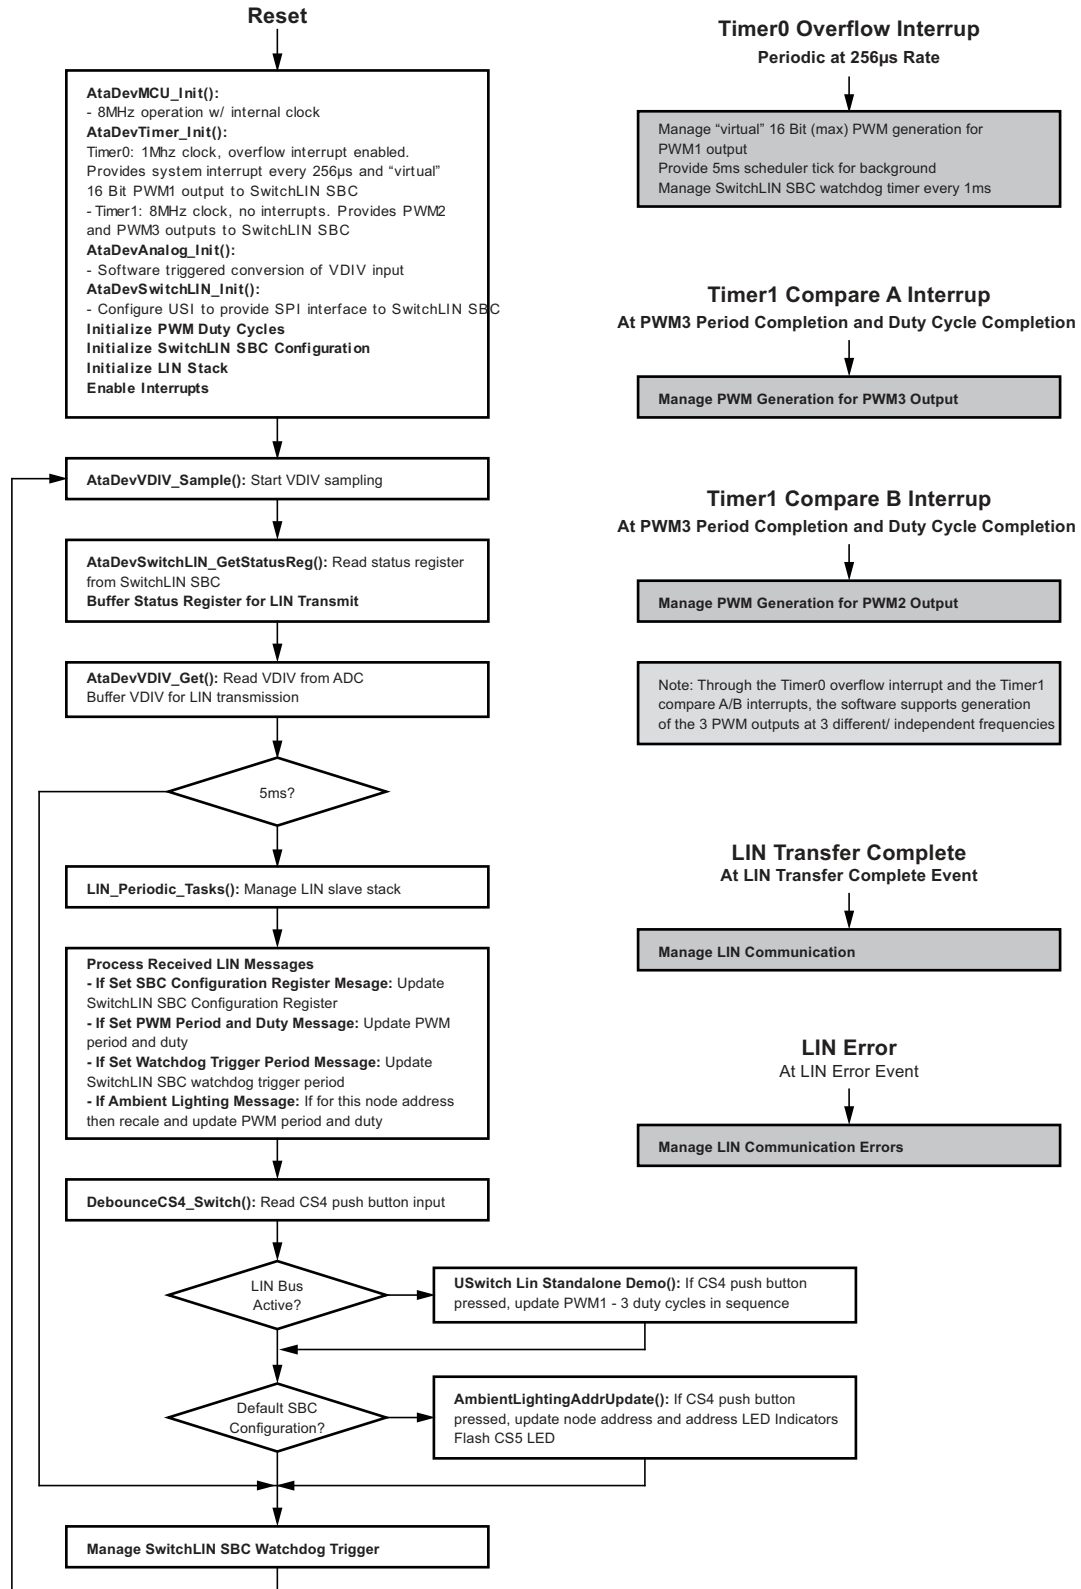 Reset
AtaDevMCU_Init():
- 8MHz operation w/ internal clock
AtaDevTimer_Init():
Timer0: 1Mhz clock, overflow interrupt enabled.
Provides system interrupt every 256µs and “virtual”
16 Bit PWM1 output to SwitchLIN SBC
- Timer1: 8MHz clock, no interrupts. Provides PWM2
and PWM3 outputs to SwitchLIN SBC
AtaDevAnalog_Init():
- Software triggered conversion of VDIV input
AtaDevSwitchLIN_Init():
- Configure USI to provide SPI interface to SwitchLIN SBC
Initialize PWM Duty Cycles
Initialize SwitchLIN SBC Configuration
Initialize LIN Stack
Enable Interrupts
AtaDevVDIV_Sample(): Start VDIV sampling
AtaDevSwitchLIN_GetStatusReg(): Read status register
from SwitchLIN SBC
Buffer Status Register for LIN Transmit
AtaDevVDIV_Get(): Read VDIV from ADC
Buffer VDIV for LIN transmission
5ms?
LIN_Periodic_Tasks(): Manage LIN slave stack
Process Received LIN Messages
- If Set SBC Configuration Register Mesage: Update
SwitchLIN SBC Configuration Register
- If Set PWM Period and Duty Message: Update PWM
period and duty
- If Set Watchdog Trigger Period Message: Update
SwitchLIN SBC watchdog trigger period
- If Ambient Lighting Message: If for this node address
then recale and update PWM period and duty
DebounceCS4_Switch(): Read CS4 push button input
LIN Bus
Active?
USwitch Lin Standalone Demo(): If CS4 push button
pressed, update PWM1 - 3 duty cycles in sequence
Default SBC
Configuration?
AmbientLightingAddrUpdate(): If CS4 push button
pressed, update node address and address LED Indicators
Flash CS5 LED
Manage SwitchLIN SBC Watchdog Trigger
Timer0 Overflow Interrup
Periodic at 256µs Rate
Manage “virtual” 16 Bit (max) PWM generation for
PWM1 output
Provide 5ms scheduler tick for background
Manage SwitchLIN SBC watchdog timer every 1ms
Timer1 Compare A Interrup
At PWM3 Period Completion and Duty Cycle Completion
Manage PWM Generation for PWM3 Output
Timer1 Compare B Interrup
At PWM3 Period Completion and Duty Cycle Completion
Manage PWM Generation for PWM2 Output
Note: Through the Timer0 overflow interrupt and the Timer1
compare A/B interrupts, the software supports generation
of the 3 PWM outputs at 3 different/ independent frequencies
LIN Transfer Complete
At LIN Transfer Complete Event
Manage LIN Communication
LIN Error
At LIN Error Event
Manage LIN Communication Errors